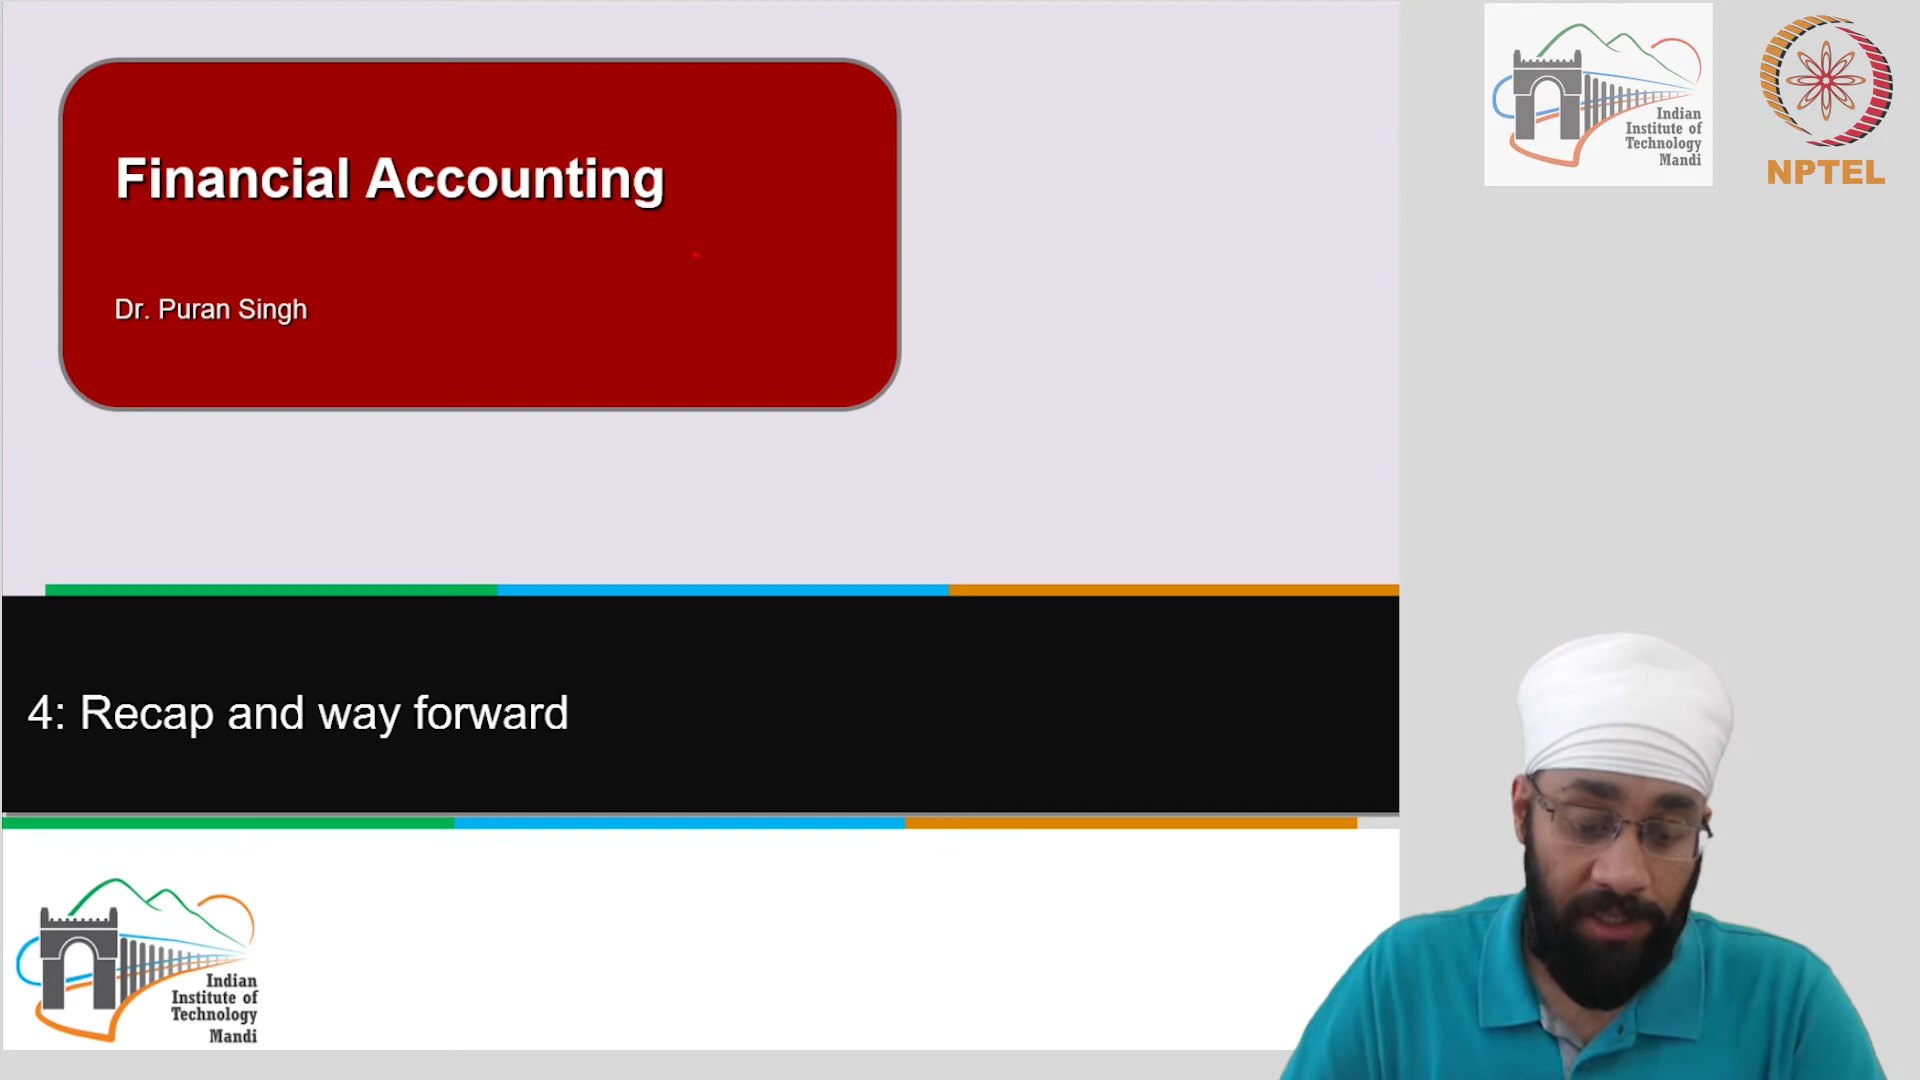 Financial Accounting
Dr. Puran Singh
4: Recap and way forward
Indian
Institute of
Technology
Mandi
Indian
Institute of
Technology
Mandi
NPTEL